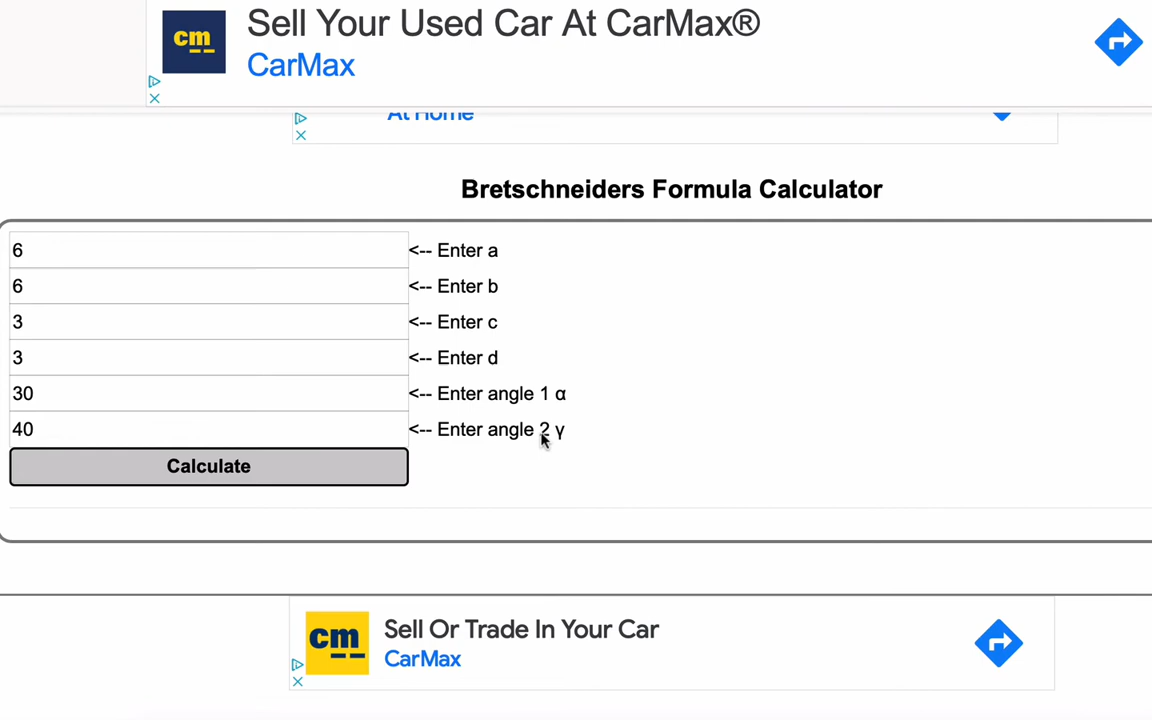 cm
Sell Your Used Car At CarMax®
CarMax
At Home
Bretschneiders Formula Calculator
6 <-- Enter a
6 <-- Enter b
3 <-- Enter c
3 <-- Enter d
30 <-- Enter angle 1 α
40 <-- Enter angle 2 γ
Calculate
cm
Sell Or Trade In Your Car
CarMax